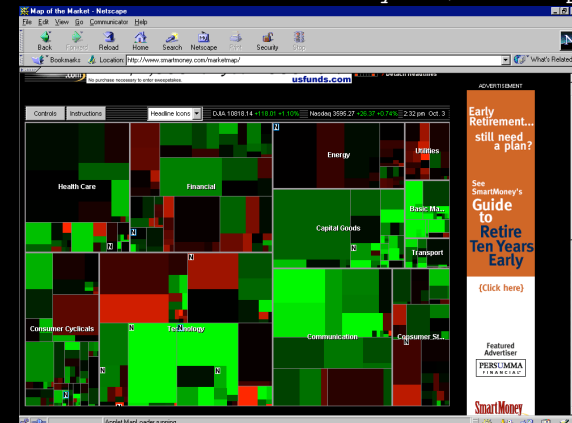 Map of the Market - Netscape
File Edit View Go Communicator Help
Back Forward Reload Home Search Netscape Print Security Stop
Bookmarks Location: http://www.smartmoney.com/marketmap/ What's Related
.com
No purchase necessary to enter sweepstakes.
usfunds.com
Detach Headlines
ADVERTISEMENT
Controls Instructions Headline Icons DJIA 10818.14 +118.01 +1.10% Nasdaq 3595.27 +26.37 +0.74% 2:32 pm Oct. 3
Health Care
Financial
Energy
Utilities
Capital Goods
Basic Ma...
Transport
Consumer Cyclicals
Technology
Communication
Consumer St...
N
N
N
N
N
N
N
N
N
Early
Retirement...
still need
a plan?
See
SmartMoney's
Guide
to
Retire
Ten Years
Early
{Click here}
Featured
Advertiser
PERSUMMA
FINANCIAL
SmartMoney
Applet MapLoader running